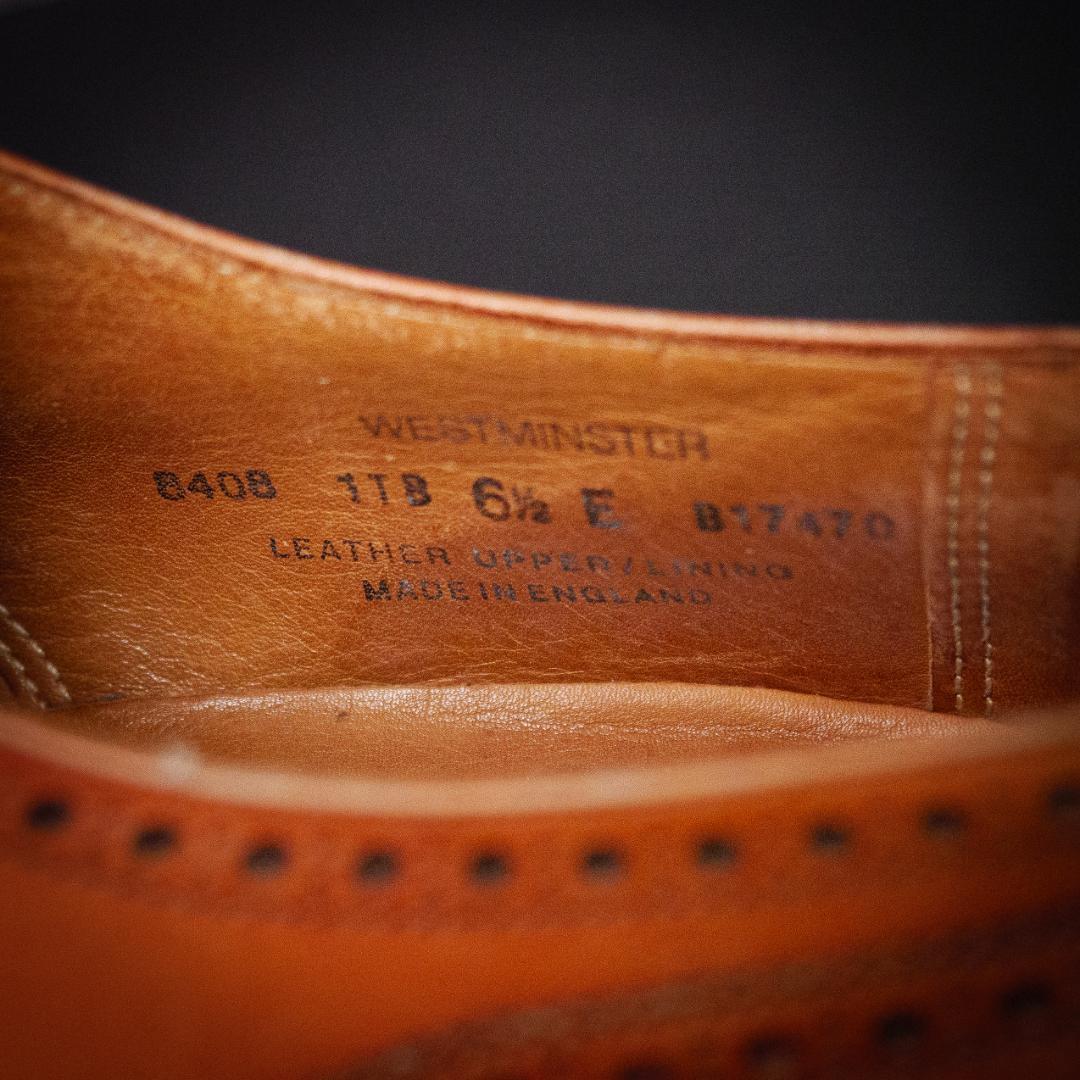 WESTMINSTER
8408 1TB 6½ E B17470
LEATHER UPPER/LINING
MADE IN ENGLAND